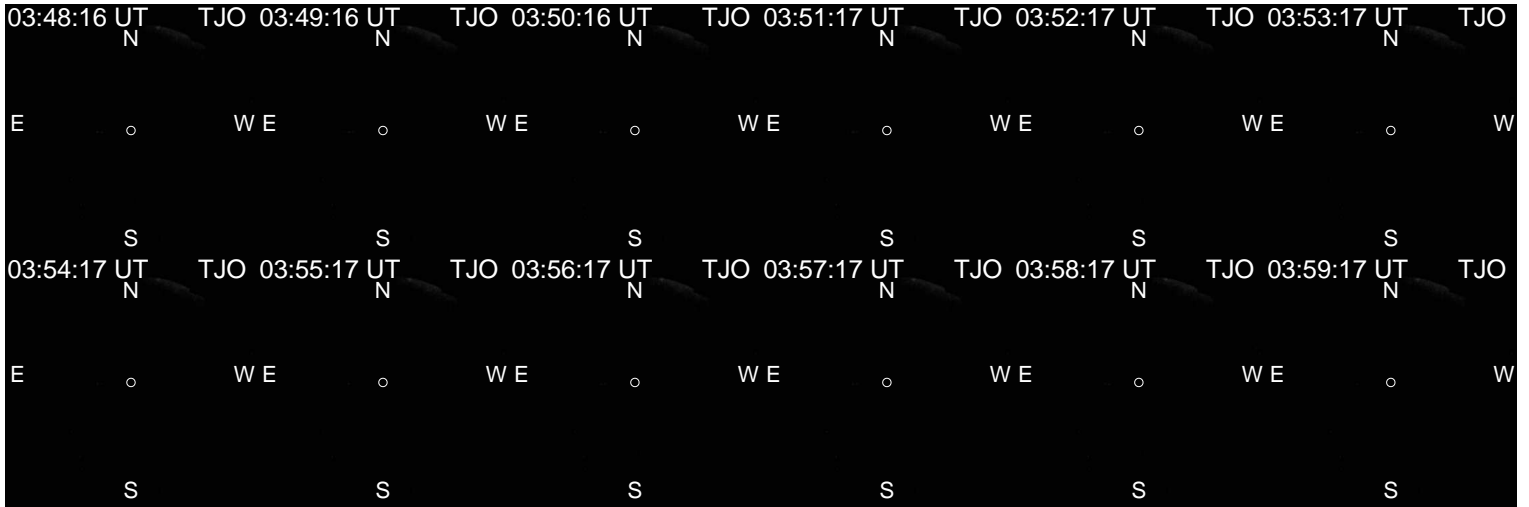 03:48:16 UT TJO 03:49:16 UT TJO 03:50:16 UT TJO 03:51:17 UT TJO 03:52:17 UT TJO 03:53:17 UT TJO
N N N N N N
E W E W E W E W E W E W
S S S S S S
03:54:17 UT TJO 03:55:17 UT TJO 03:56:17 UT TJO 03:57:17 UT TJO 03:58:17 UT TJO 03:59:17 UT TJO
N N N N N N
E W E W E W E W E W E W
S S S S S S